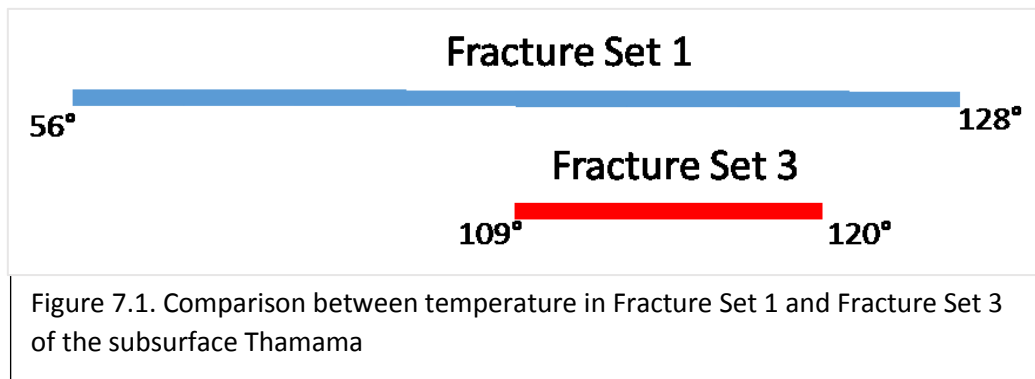 Fracture Set 1
56° 128°
Fracture Set 3
109° 120°
Figure 7.1. Comparison between temperature in Fracture Set 1 and Fracture Set 3
of the subsurface Thamama